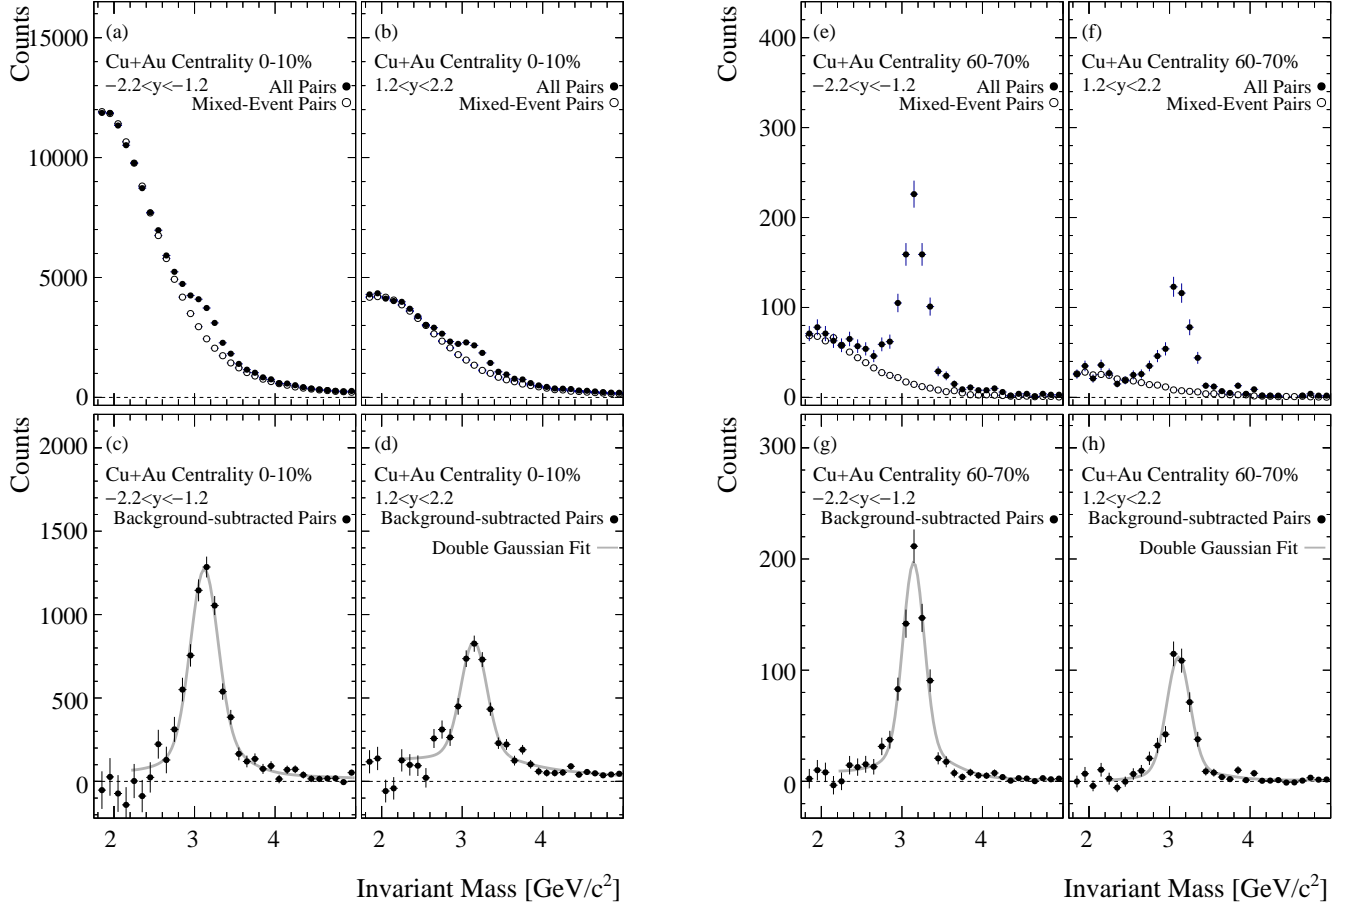 Counts
15000
10000
5000
0
(a)
Cu+Au Centrality 0-10%
−2.2<y<−1.2
All Pairs
Mixed-Event Pairs
(b)
Cu+Au Centrality 0-10%
1.2<y<2.2
All Pairs
Mixed-Event Pairs
Counts
2000
1500
1000
500
0
(c)
Cu+Au Centrality 0-10%
−2.2<y<−1.2
Background-subtracted Pairs
(d)
Cu+Au Centrality 0-10%
1.2<y<2.2
Background-subtracted Pairs
Double Gaussian Fit
2 3 4 2 3 4
Invariant Mass [GeV/c²]
Counts
400
300
200
100
0
(e)
Cu+Au Centrality 60-70%
−2.2<y<−1.2
All Pairs
Mixed-Event Pairs
(f)
Cu+Au Centrality 60-70%
1.2<y<2.2
All Pairs
Mixed-Event Pairs
Counts
300
200
100
0
(g)
Cu+Au Centrality 60-70%
−2.2<y<−1.2
Background-subtracted Pairs
(h)
Cu+Au Centrality 60-70%
1.2<y<2.2
Background-subtracted Pairs
Double Gaussian Fit
2 3 4 2 3 4
Invariant Mass [GeV/c²]